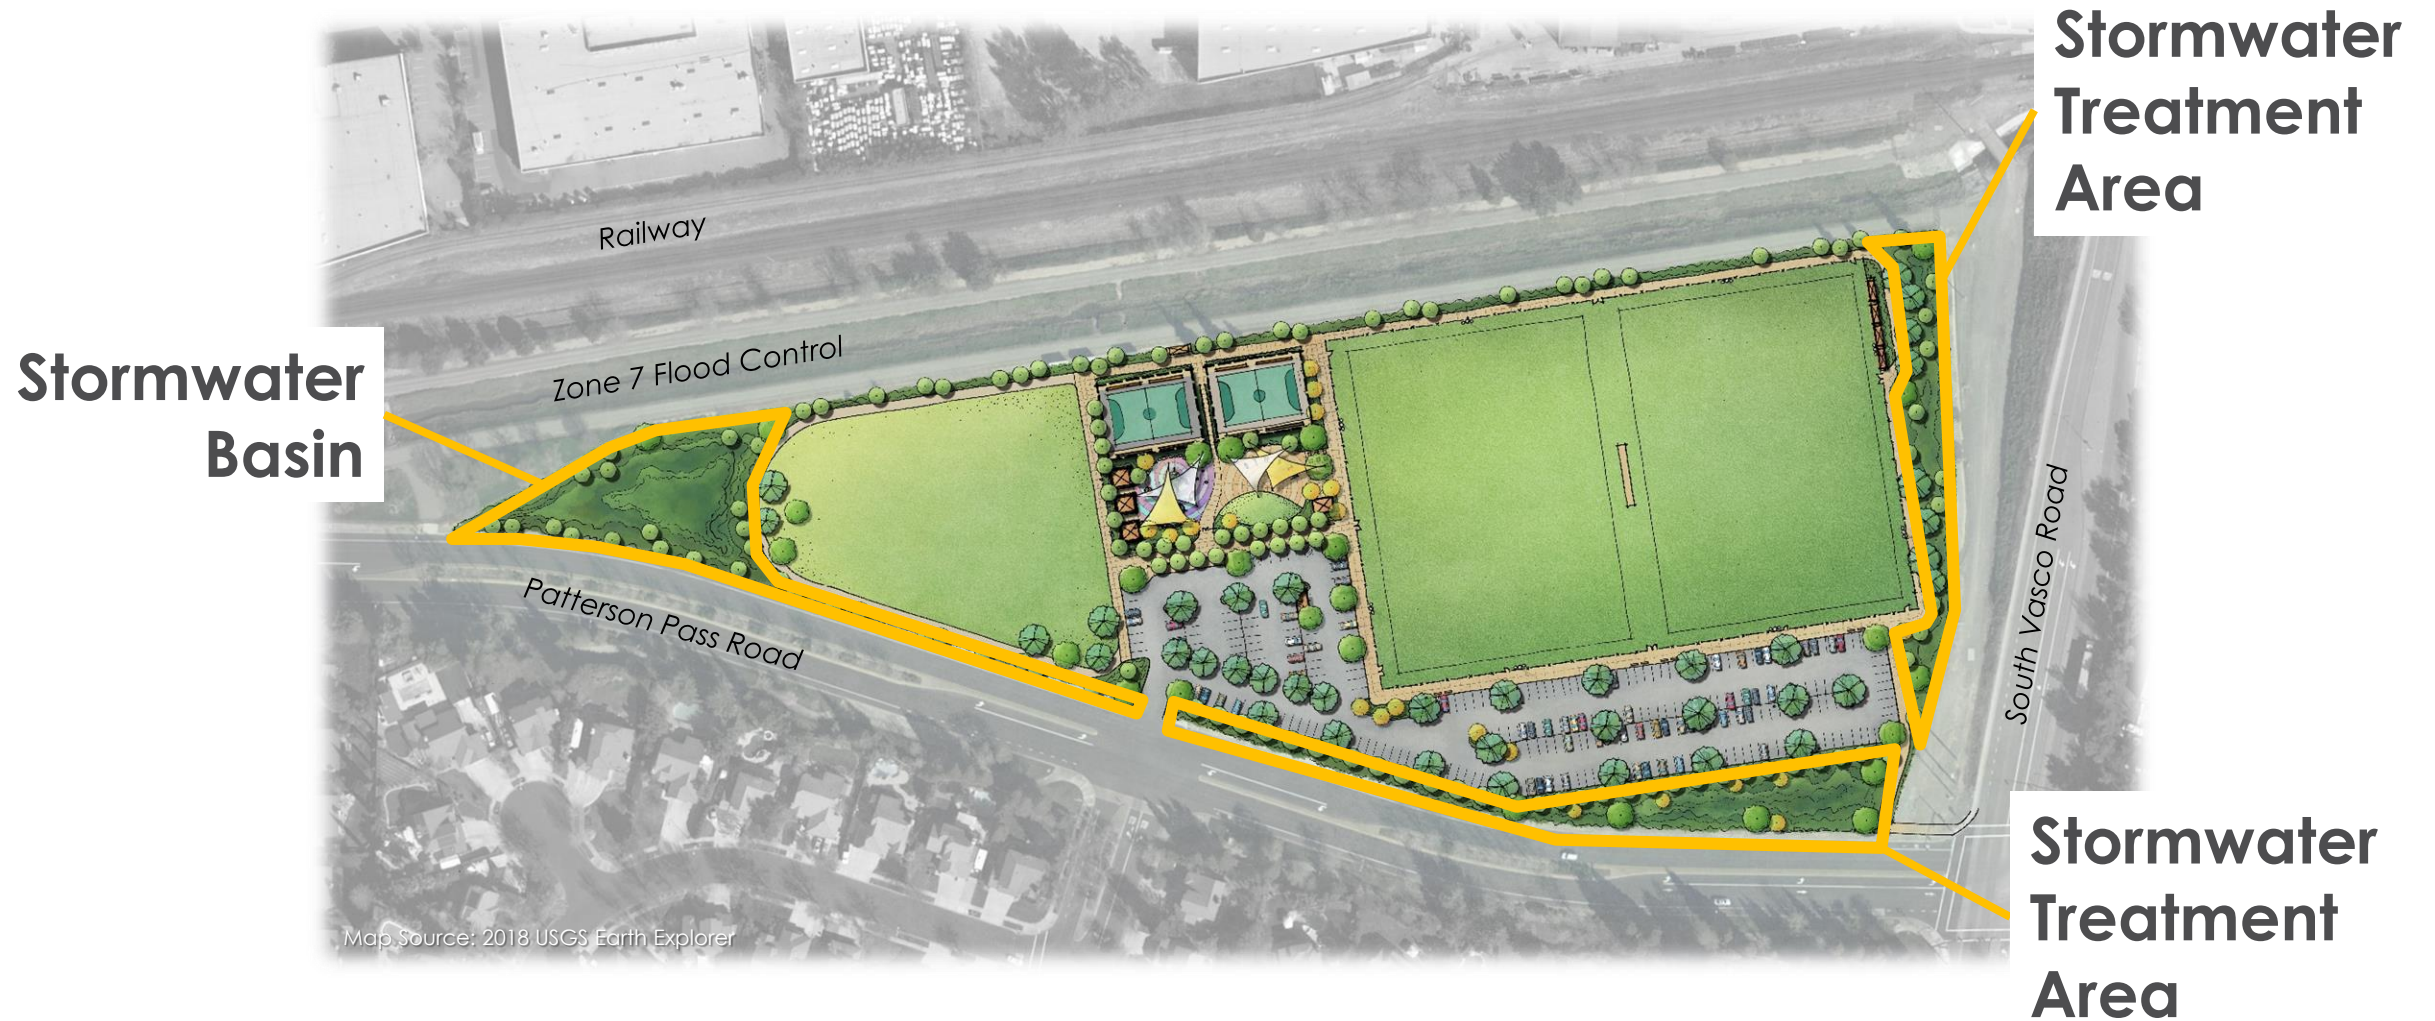 Stormwater
Treatment
Area
Railway
Zone 7 Flood Control
Stormwater
Basin
Patterson Pass Road
South Vasco Road
Stormwater
Treatment
Area
Map Source: 2018 USGS Earth Explorer